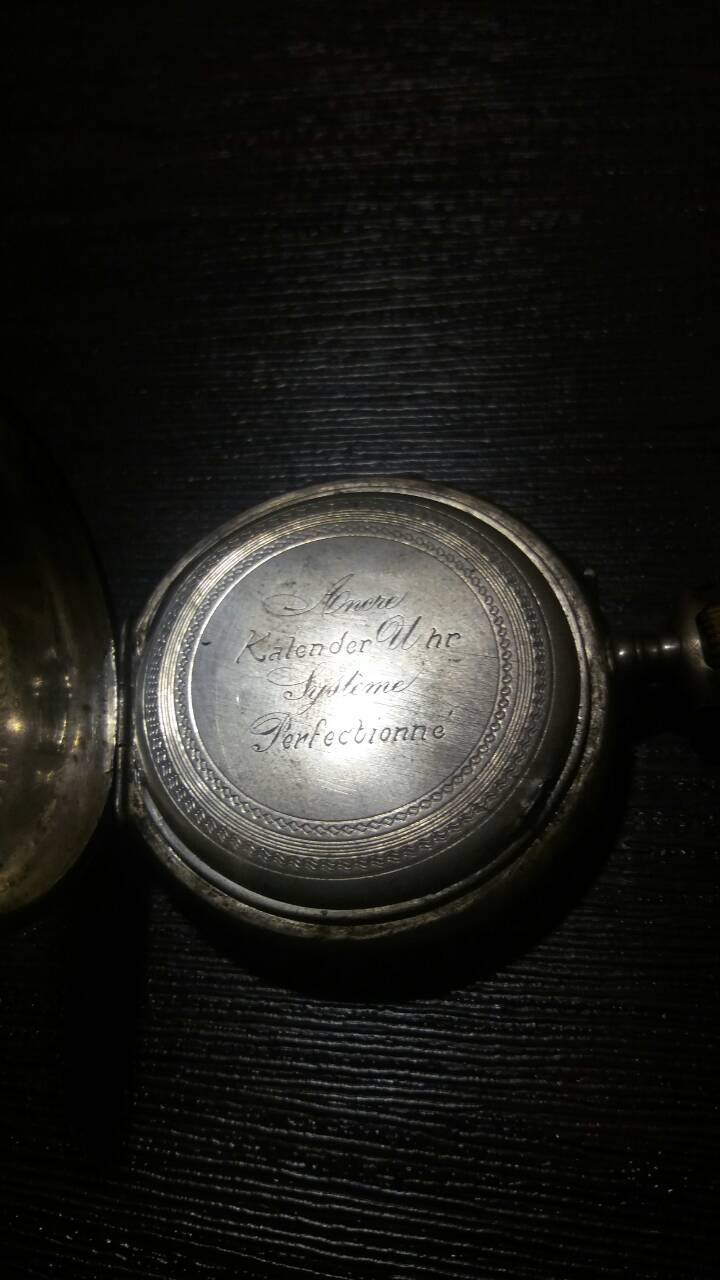 Ancre
Kalender Uhr
Système
Perfectionné